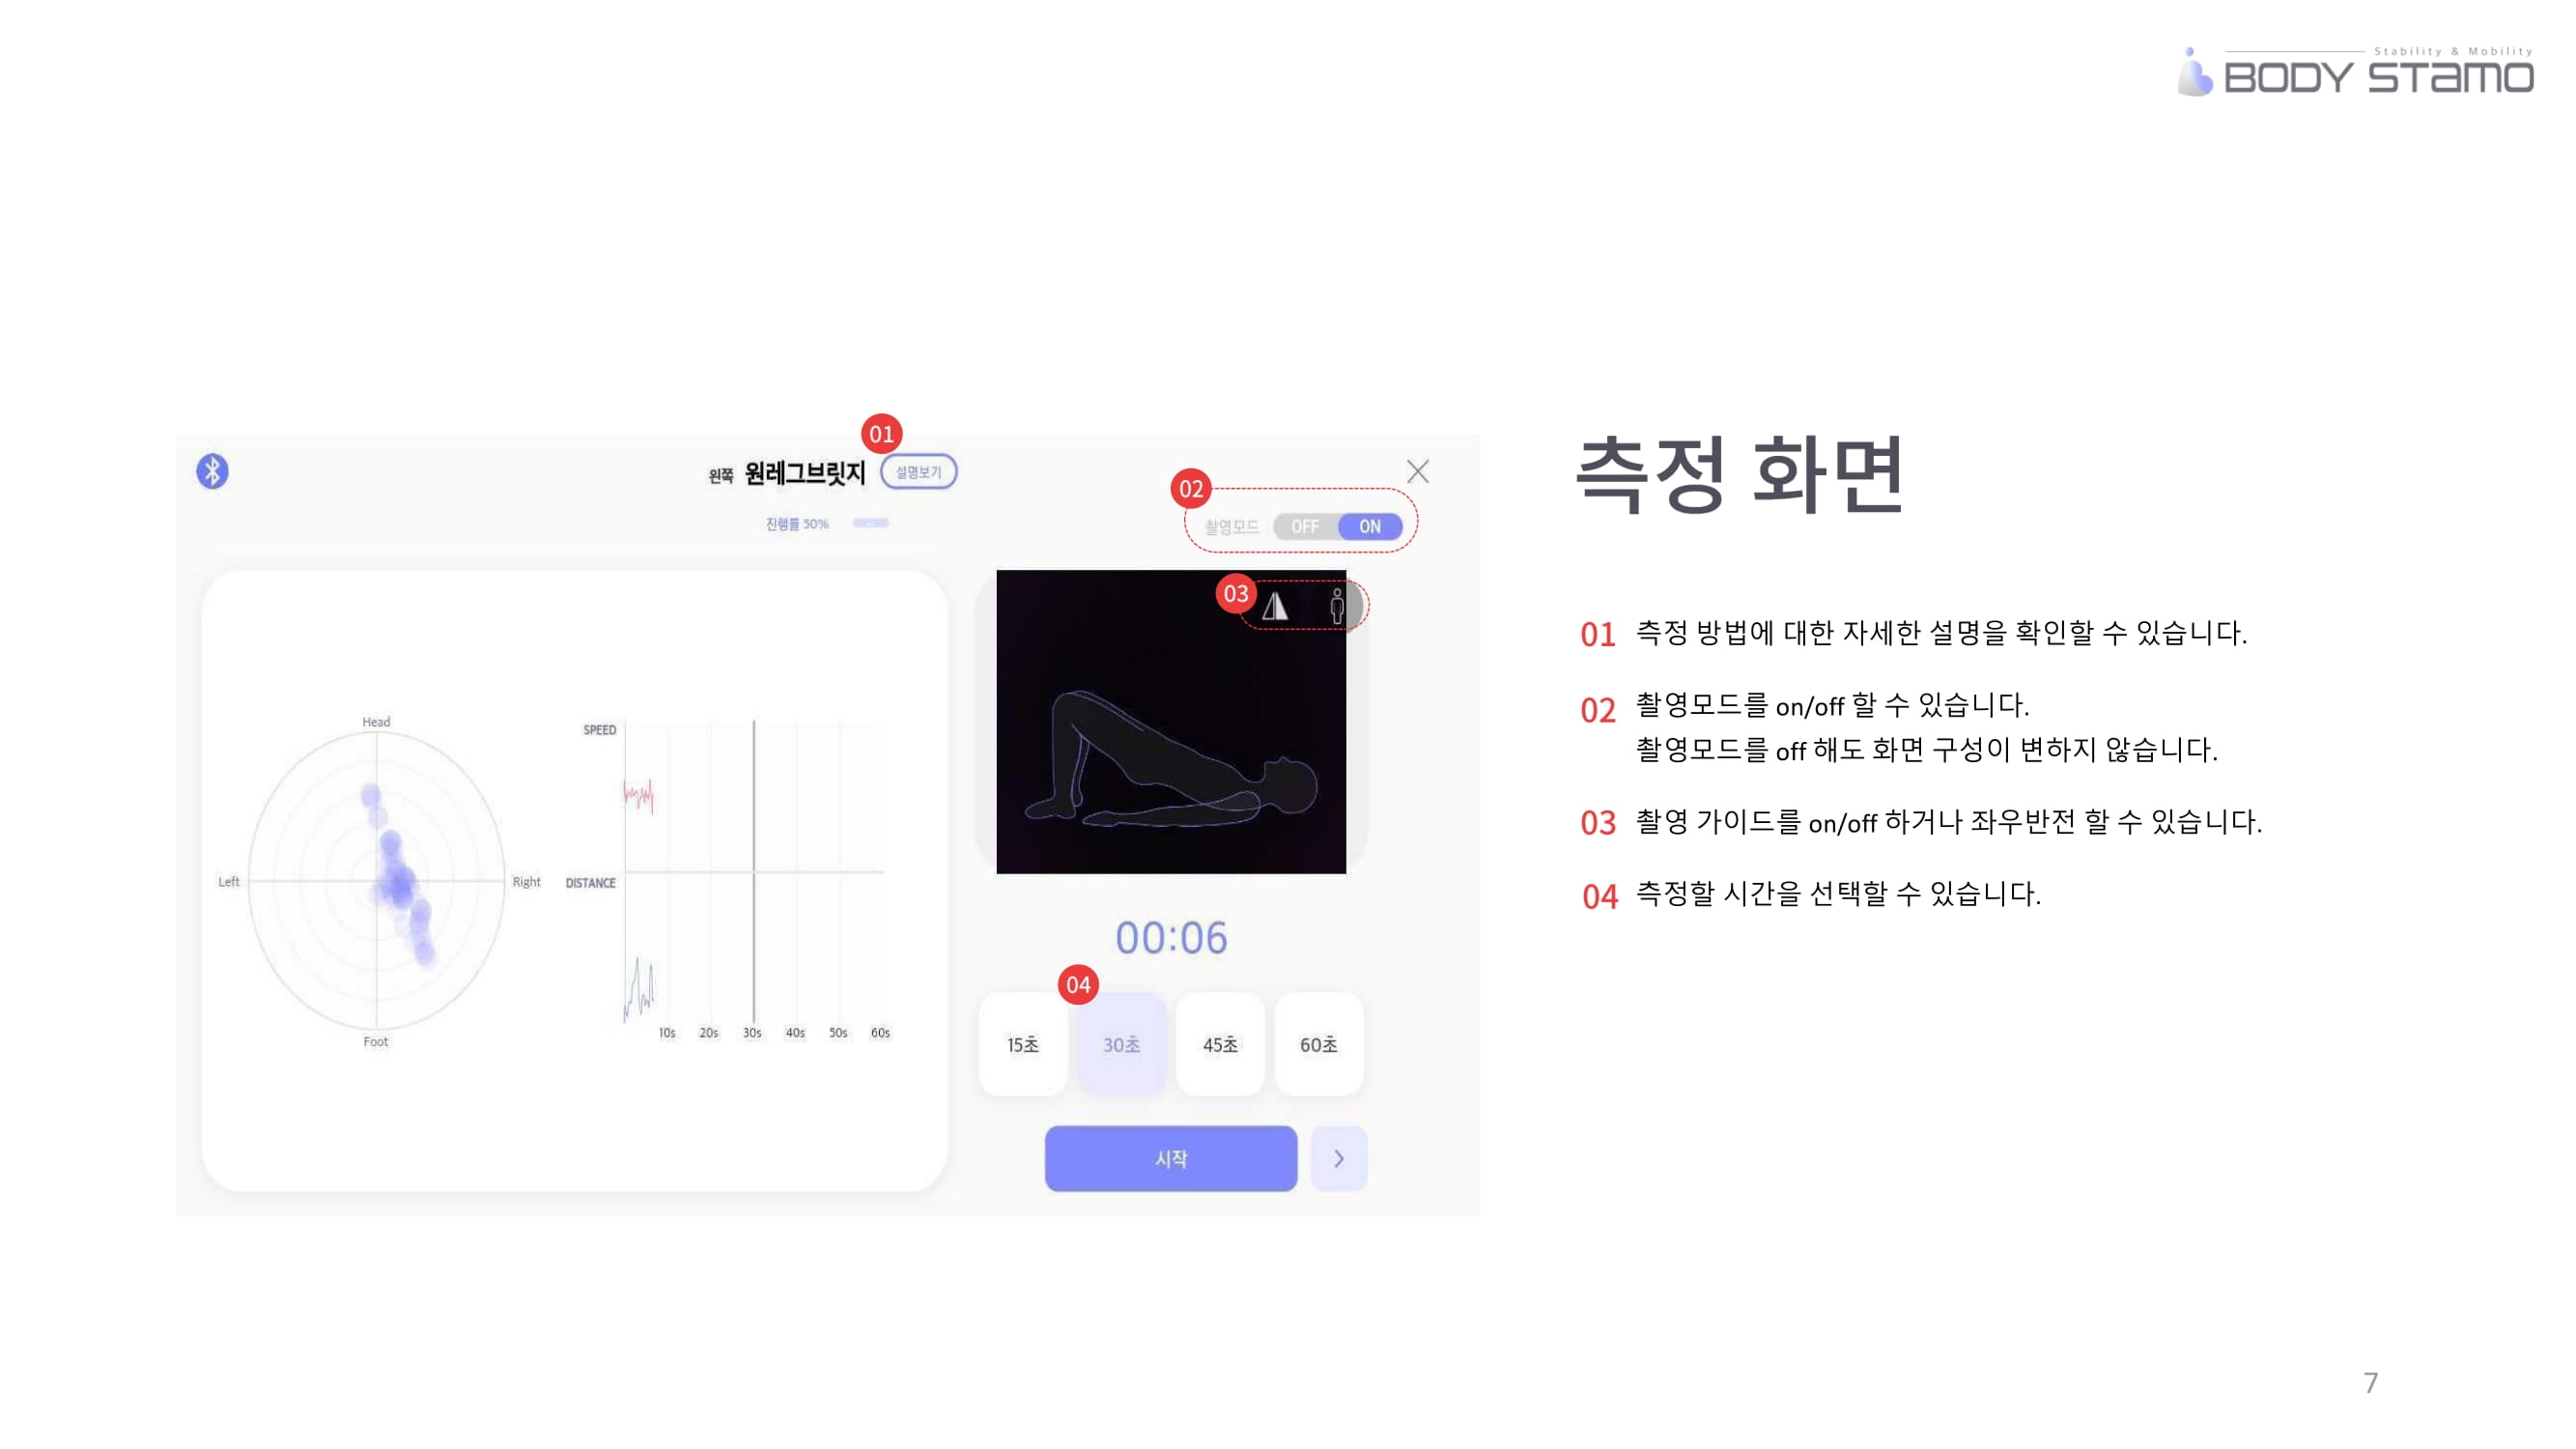 Stability & Mobility
BODY STAMO
01
왼쪽 원레그브릿지 설명보기
진행률 50%
02
촬영모드 OFF ON
03
Head
Left
Right
Foot
SPEED
DISTANCE
10s 20s 30s 40s 50s 60s
00:06
04
15초 30초 45초 60초
시작
측정 화면
01 측정 방법에 대한 자세한 설명을 확인할 수 있습니다.
02 촬영모드를 on/off 할 수 있습니다.
촬영모드를 off 해도 화면 구성이 변하지 않습니다.
03 촬영 가이드를 on/off 하거나 좌우반전 할 수 있습니다.
04 측정할 시간을 선택할 수 있습니다.
7